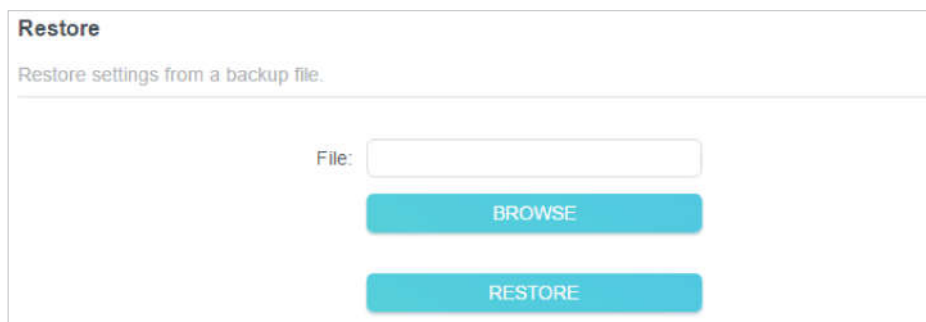 Restore
Restore settings from a backup file.
File:
BROWSE
RESTORE